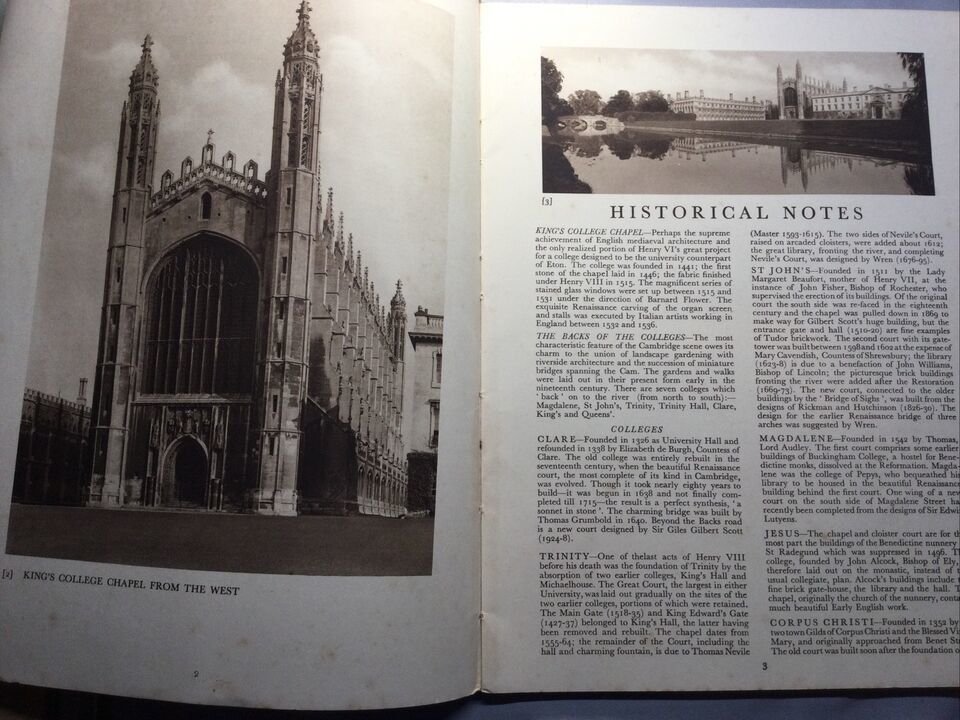 [2] KING'S COLLEGE CHAPEL FROM THE WEST
2
[3]
HISTORICAL NOTES
KING'S COLLEGE CHAPEL—Perhaps the supreme
achievement of English mediaeval architecture and
the only realized portion of Henry VI's great project
for a college designed to be the university counterpart
of Eton. The college was founded in 1441; the first
stone of the chapel laid in 1446; the fabric finished
under Henry VIII in 1515. The magnificent series of
stained glass windows were set up between 1515 and
1531 under the direction of Barnard Flower. The
exquisite Renaissance carving of the organ screen
and stalls was executed by Italian artists working in
England between 1532 and 1536.
THE BACKS OF THE COLLEGES—The most
characteristic feature of the Cambridge scene owes its
charm to the union of landscape gardening with
riverside architecture and the succession of miniature
bridges spanning the Cam. The garden and walks
were laid out in their present form early in the
nineteenth century. There are seven colleges which
' back ' on to the river (from north to south):—
Magdalene, St John's, Trinity, Trinity Hall, Clare,
King's and Queens'.
COLLEGES
CLARE—Founded in 1326 as University Hall and
refounded in 1338 by Elizabeth de Burgh, Countess of
Clare. The old college was entirely rebuilt in the
seventeenth century, when the beautiful Renaissance
court, the most complete of its kind in Cambridge,
was evolved. Though it took nearly eighty years to
build—it was begun in 1638 and not finally com-
pleted till 1715—the result is a perfect synthesis, 'a
sonnet in stone'. The charming bridge was built by
Thomas Grumbold in 1640. Beyond the Backs road
is a new court designed by Sir Giles Gilbert Scott
(1924-8).
TRINITY—One of thelast acts of Henry VIII
before his death was the foundation of Trinity by the
absorption of two earlier colleges, King's Hall and
Michaelhouse. The Great Court, the largest in either
University, was laid out gradually on the sites of the
two earlier colleges, portions of which were retained.
The Main Gate (1518-35) and King Edward's Gate
(1427-37) belonged to King's Hall, the latter having
been removed and rebuilt. The chapel dates from
1555-64; the remainder of the Court, including the
hall and charming fountain, is due to Thomas Nevile
(Master 1593-1615). The two sides of Nevile's Court,
raised on arcaded cloisters, were added about 1612;
the great library, fronting the river, and completing
Nevile's Court, was designed by Wren (1676-95).
ST JOHN'S—Founded in 1511 by the Lady
Margaret Beaufort, mother of Henry VII, at the
instance of John Fisher, Bishop of Rochester, who
supervised the erection of its buildings. Of the original
court the south side was re-faced in the eighteenth
century and the chapel was pulled down in 1869 to
make way for Gilbert Scott's huge building, but the
entrance gate and hall (1510-20) are fine examples
of Tudor brickwork. The second court with its gate-
tower was built between 1598 and 1602 at the expense of
Mary Cavendish, Countess of Shrewsbury; the library
(1623-8) is due to a benefaction of John Williams,
Bishop of Lincoln; the picturesque brick buildings
fronting the river were added after the Restoration
(1669-73). The new court, connected to the older
buildings by the ' Bridge of Sighs ', was built from the
designs of Rickman and Hutchinson (1826-30). The
design for the earlier Renaissance bridge of three
arches was suggested by Wren.
MAGDALENE—Founded in 1542 by Thomas,
Lord Audley. The first court comprises some earlier
buildings of Buckingham College, a hostel for Bene-
dictine monks, dissolved at the Reformation. Magda-
lene was the college of Pepys, who bequeathed his
library to be housed in the beautiful Renaissance
building behind the first court. One wing of a new
court on the south side of Magdalene Street ha
recently been completed from the designs of Sir Edwi
Lutyens.
JESUS—The chapel and cloister court are for th
most part the buildings of the Benedictine nunnery
St Radegund which was suppressed in 1496. T
college, founded by John Alcock, Bishop of Ely,
therefore laid out on the monastic, instead of t
usual collegiate, plan. Alcock's buildings include t
fine brick gate-house, the library and the hall. T
chapel, originally the church of the nunnery, conta
much beautiful Early English work.
CORPUS CHRISTI—Founded in 1352 by
two town Gilds of Corpus Christi and the Blessed Vi
Mary, and originally approached from Benet St
The old court was built soon after the foundation o
3